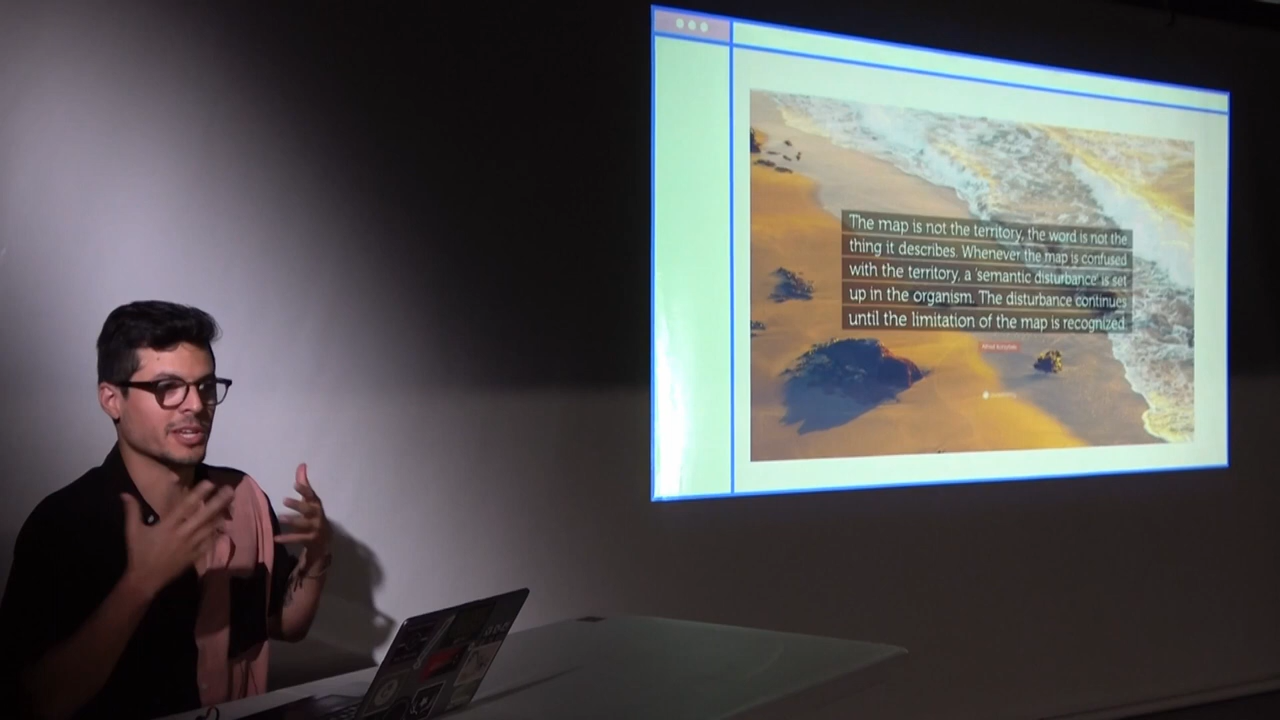 The map is not the territory, the word is not the
thing it describes. Whenever the map is confused
with the territory, a 'semantic disturbance' is set
up in the organism. The disturbance continues
until the limitation of the map is recognized
Alfred Korzybski